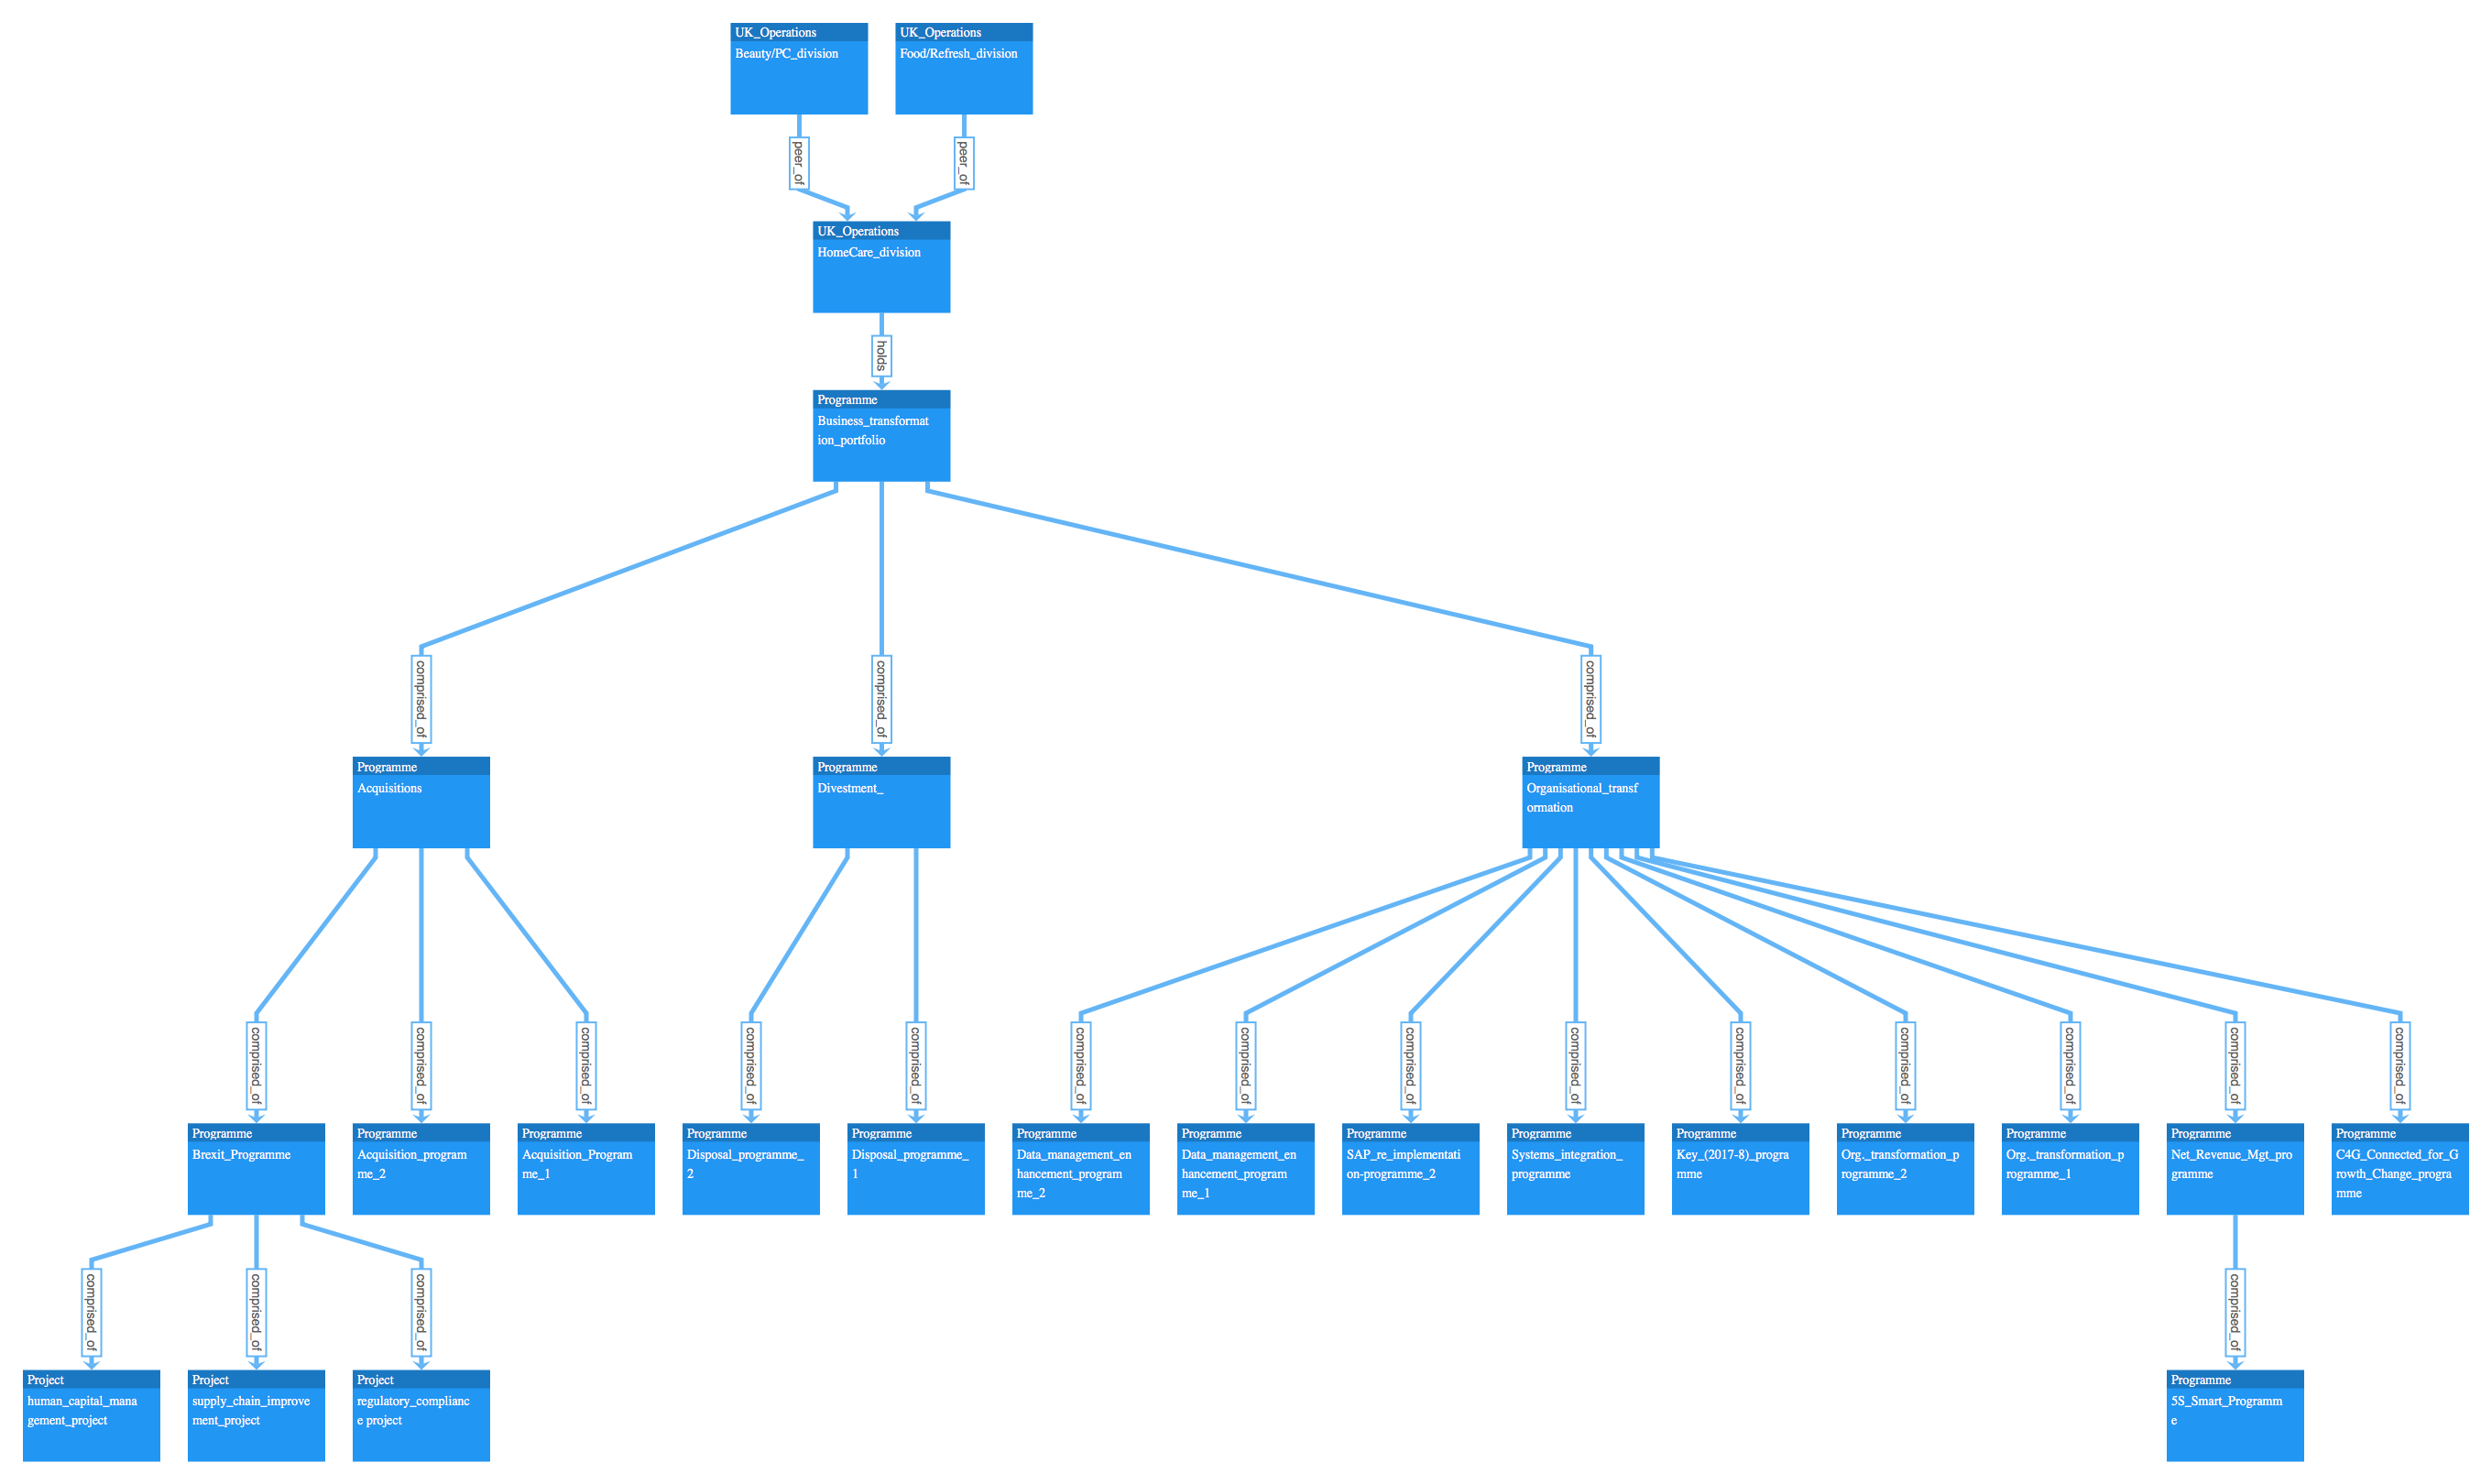 UK_Operations
Beauty/PC_division
UK_Operations
Food/Refresh_division
peer_of
peer_of
UK_Operations
HomeCare_division
holds
Programme
Business_transformat
ion_portfolio
comprised_of
comprised_of
comprised_of
Programme
Acquisitions
Programme
Divestment_
Programme
Organisational_transf
ormation
comprised_of
comprised_of
comprised_of
comprised_of
comprised_of
comprised_of
comprised_of
comprised_of
comprised_of
comprised_of
comprised_of
comprised_of
comprised_of
comprised_of
Programme
Brexit_Programme
Programme
Acquisition_program
me_2
Programme
Acquisition_Program
me_1
Programme
Disposal_programme_
2
Programme
Disposal_programme_
1
Programme
Data_management_en
hancement_program
me_2
Programme
Data_management_en
hancement_program
me_1
Programme
SAP_re_implementati
on-programme_2
Programme
Systems_integration_
programme
Programme
Key_(2017-8)_progra
mme
Programme
Org._transformation_p
rogramme_2
Programme
Org._transformation_p
rogramme_1
Programme
Net_Revenue_Mgt_pro
gramme
Programme
C4G_Connected_for_G
rowth_Change_progra
mme
comprised_of
comprised_of
comprised_of
comprised_of
Project
human_capital_mana
gement_project
Project
supply_chain_improve
ment_project
Project
regulatory_complianc
e project
Programme
5S_Smart_Programm
e